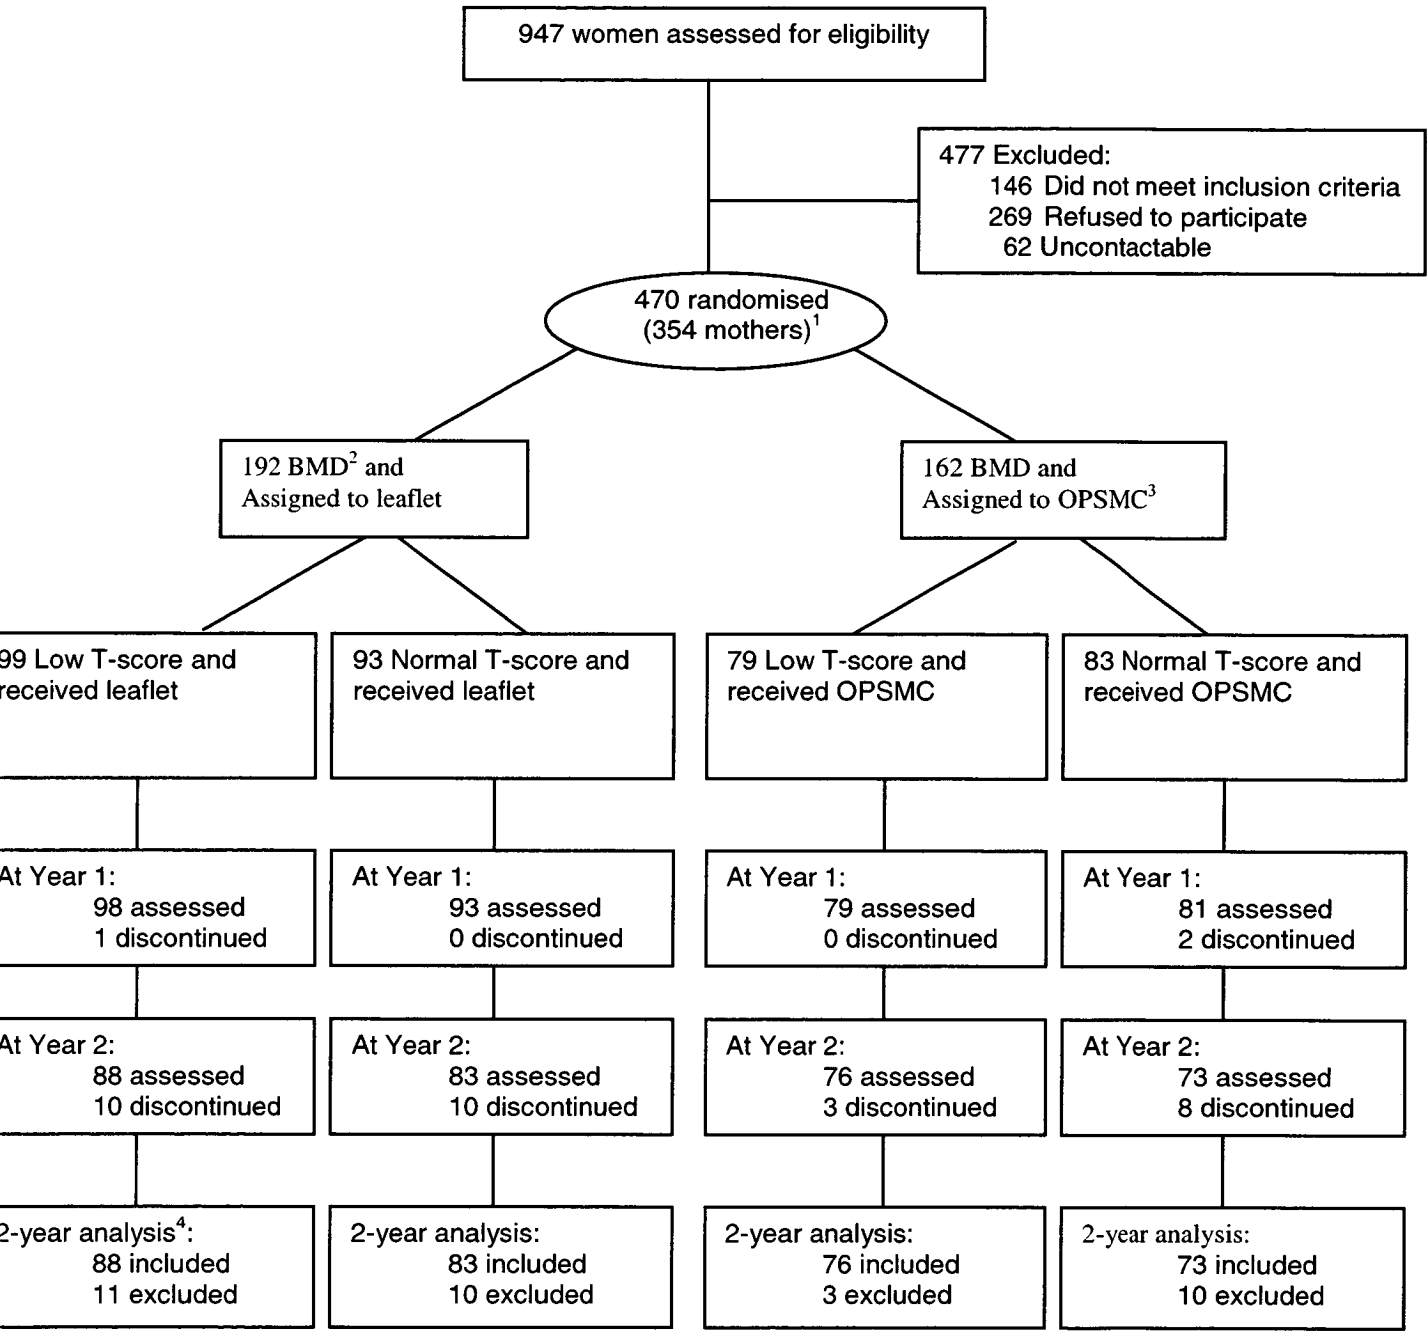 947 women assessed for eligibility
477 Excluded:
146 Did not meet inclusion criteria
269 Refused to participate
62 Uncontactable
470 randomised
(354 mothers)¹
192 BMD² and
Assigned to leaflet
162 BMD and
Assigned to OPSMC³
99 Low T-score and
received leaflet
93 Normal T-score and
received leaflet
79 Low T-score and
received OPSMC
83 Normal T-score and
received OPSMC
At Year 1:
98 assessed
1 discontinued
At Year 1:
93 assessed
0 discontinued
At Year 1:
79 assessed
0 discontinued
At Year 1:
81 assessed
2 discontinued
At Year 2:
88 assessed
10 discontinued
At Year 2:
83 assessed
10 discontinued
At Year 2:
76 assessed
3 discontinued
At Year 2:
73 assessed
8 discontinued
2-year analysis⁴:
88 included
11 excluded
2-year analysis:
83 included
10 excluded
2-year analysis:
76 included
3 excluded
2-year analysis:
73 included
10 excluded